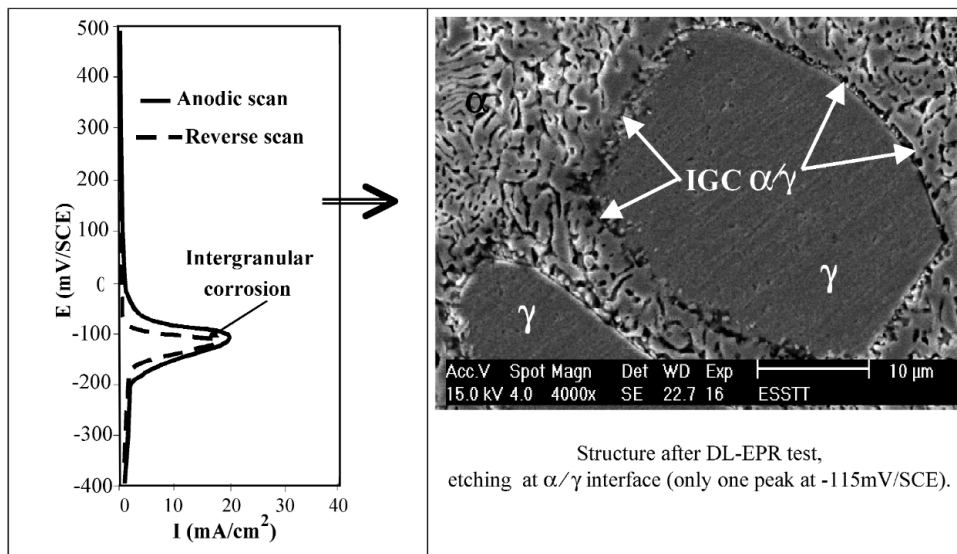 500
400
Anodic scan
300
Reverse scan
200
100
0
Intergranular
corrosion
-100
-200
-300
-400
0 10 20 30 40
I (mA/cm²)
E (mV/SCE)
α
IGC α/γ
γ
γ
Acc.V Spot Magn Det WD Exp
15.0 kV 4.0 4000x SE 22.7 16 ESSTT
10 µm
Structure after DL-EPR test,
etching at α/γ interface (only one peak at -115mV/SCE).